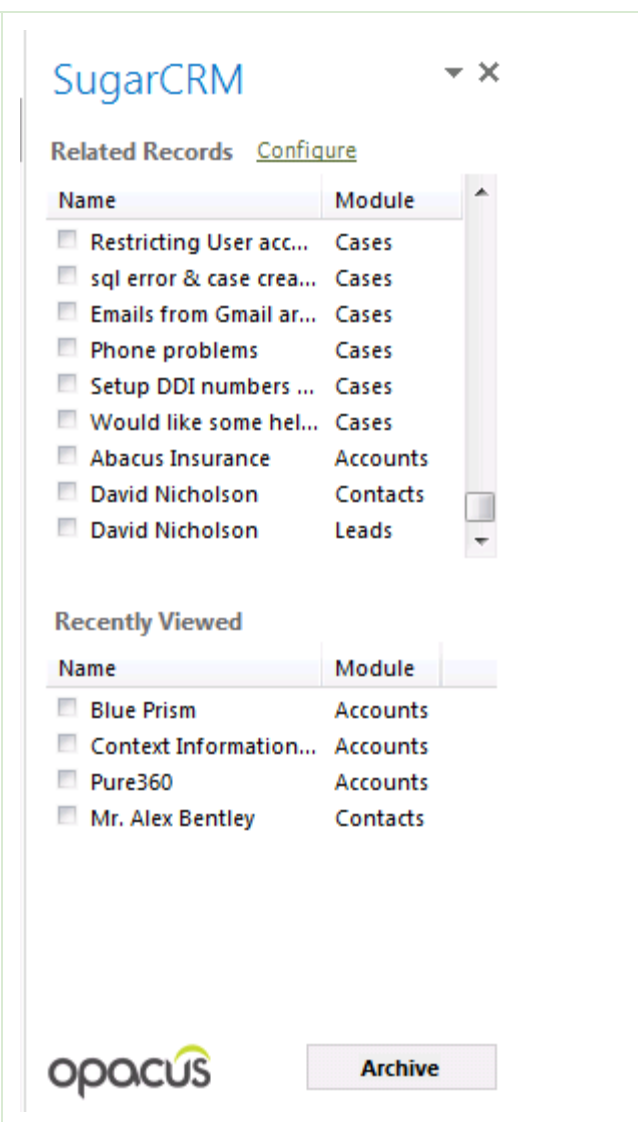 SugarCRM
Related Records Configure
Name Module
Restricting User acc... Cases
sql error & case crea... Cases
Emails from Gmail ar... Cases
Phone problems Cases
Setup DDI numbers ... Cases
Would like some hel... Cases
Abacus Insurance Accounts
David Nicholson Contacts
David Nicholson Leads
Recently Viewed
Name Module
Blue Prism Accounts
Context Information... Accounts
Pure360 Accounts
Mr. Alex Bentley Contacts
opacus Archive